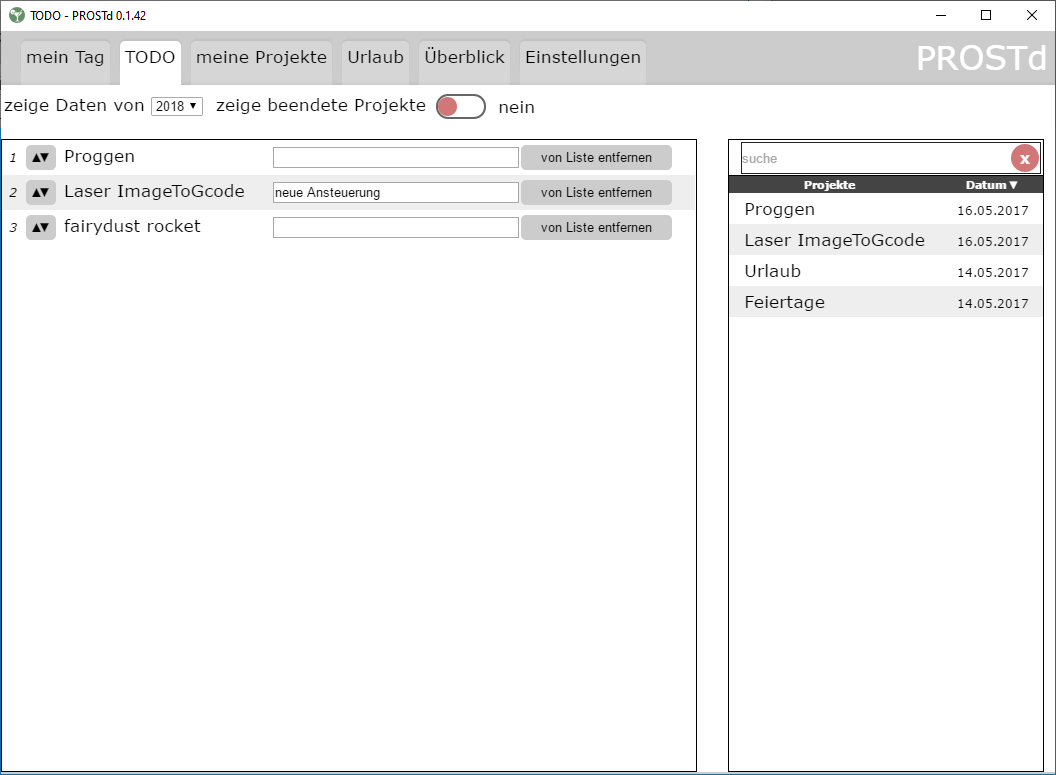 TODO - PROSTd 0.1.42
mein Tag TODO meine Projekte Urlaub Überblick Einstellungen PROSTd
zeige Daten von 2018 ▼ zeige beendete Projekte nein
1 ▲▼ Proggen von Liste entfernen
2 ▲▼ Laser ImageToGcode neue Ansteuerung von Liste entfernen
3 ▲▼ fairydust rocket von Liste entfernen
suche x
Projekte Datum▼
Proggen 16.05.2017
Laser ImageToGcode 16.05.2017
Urlaub 14.05.2017
Feiertage 14.05.2017